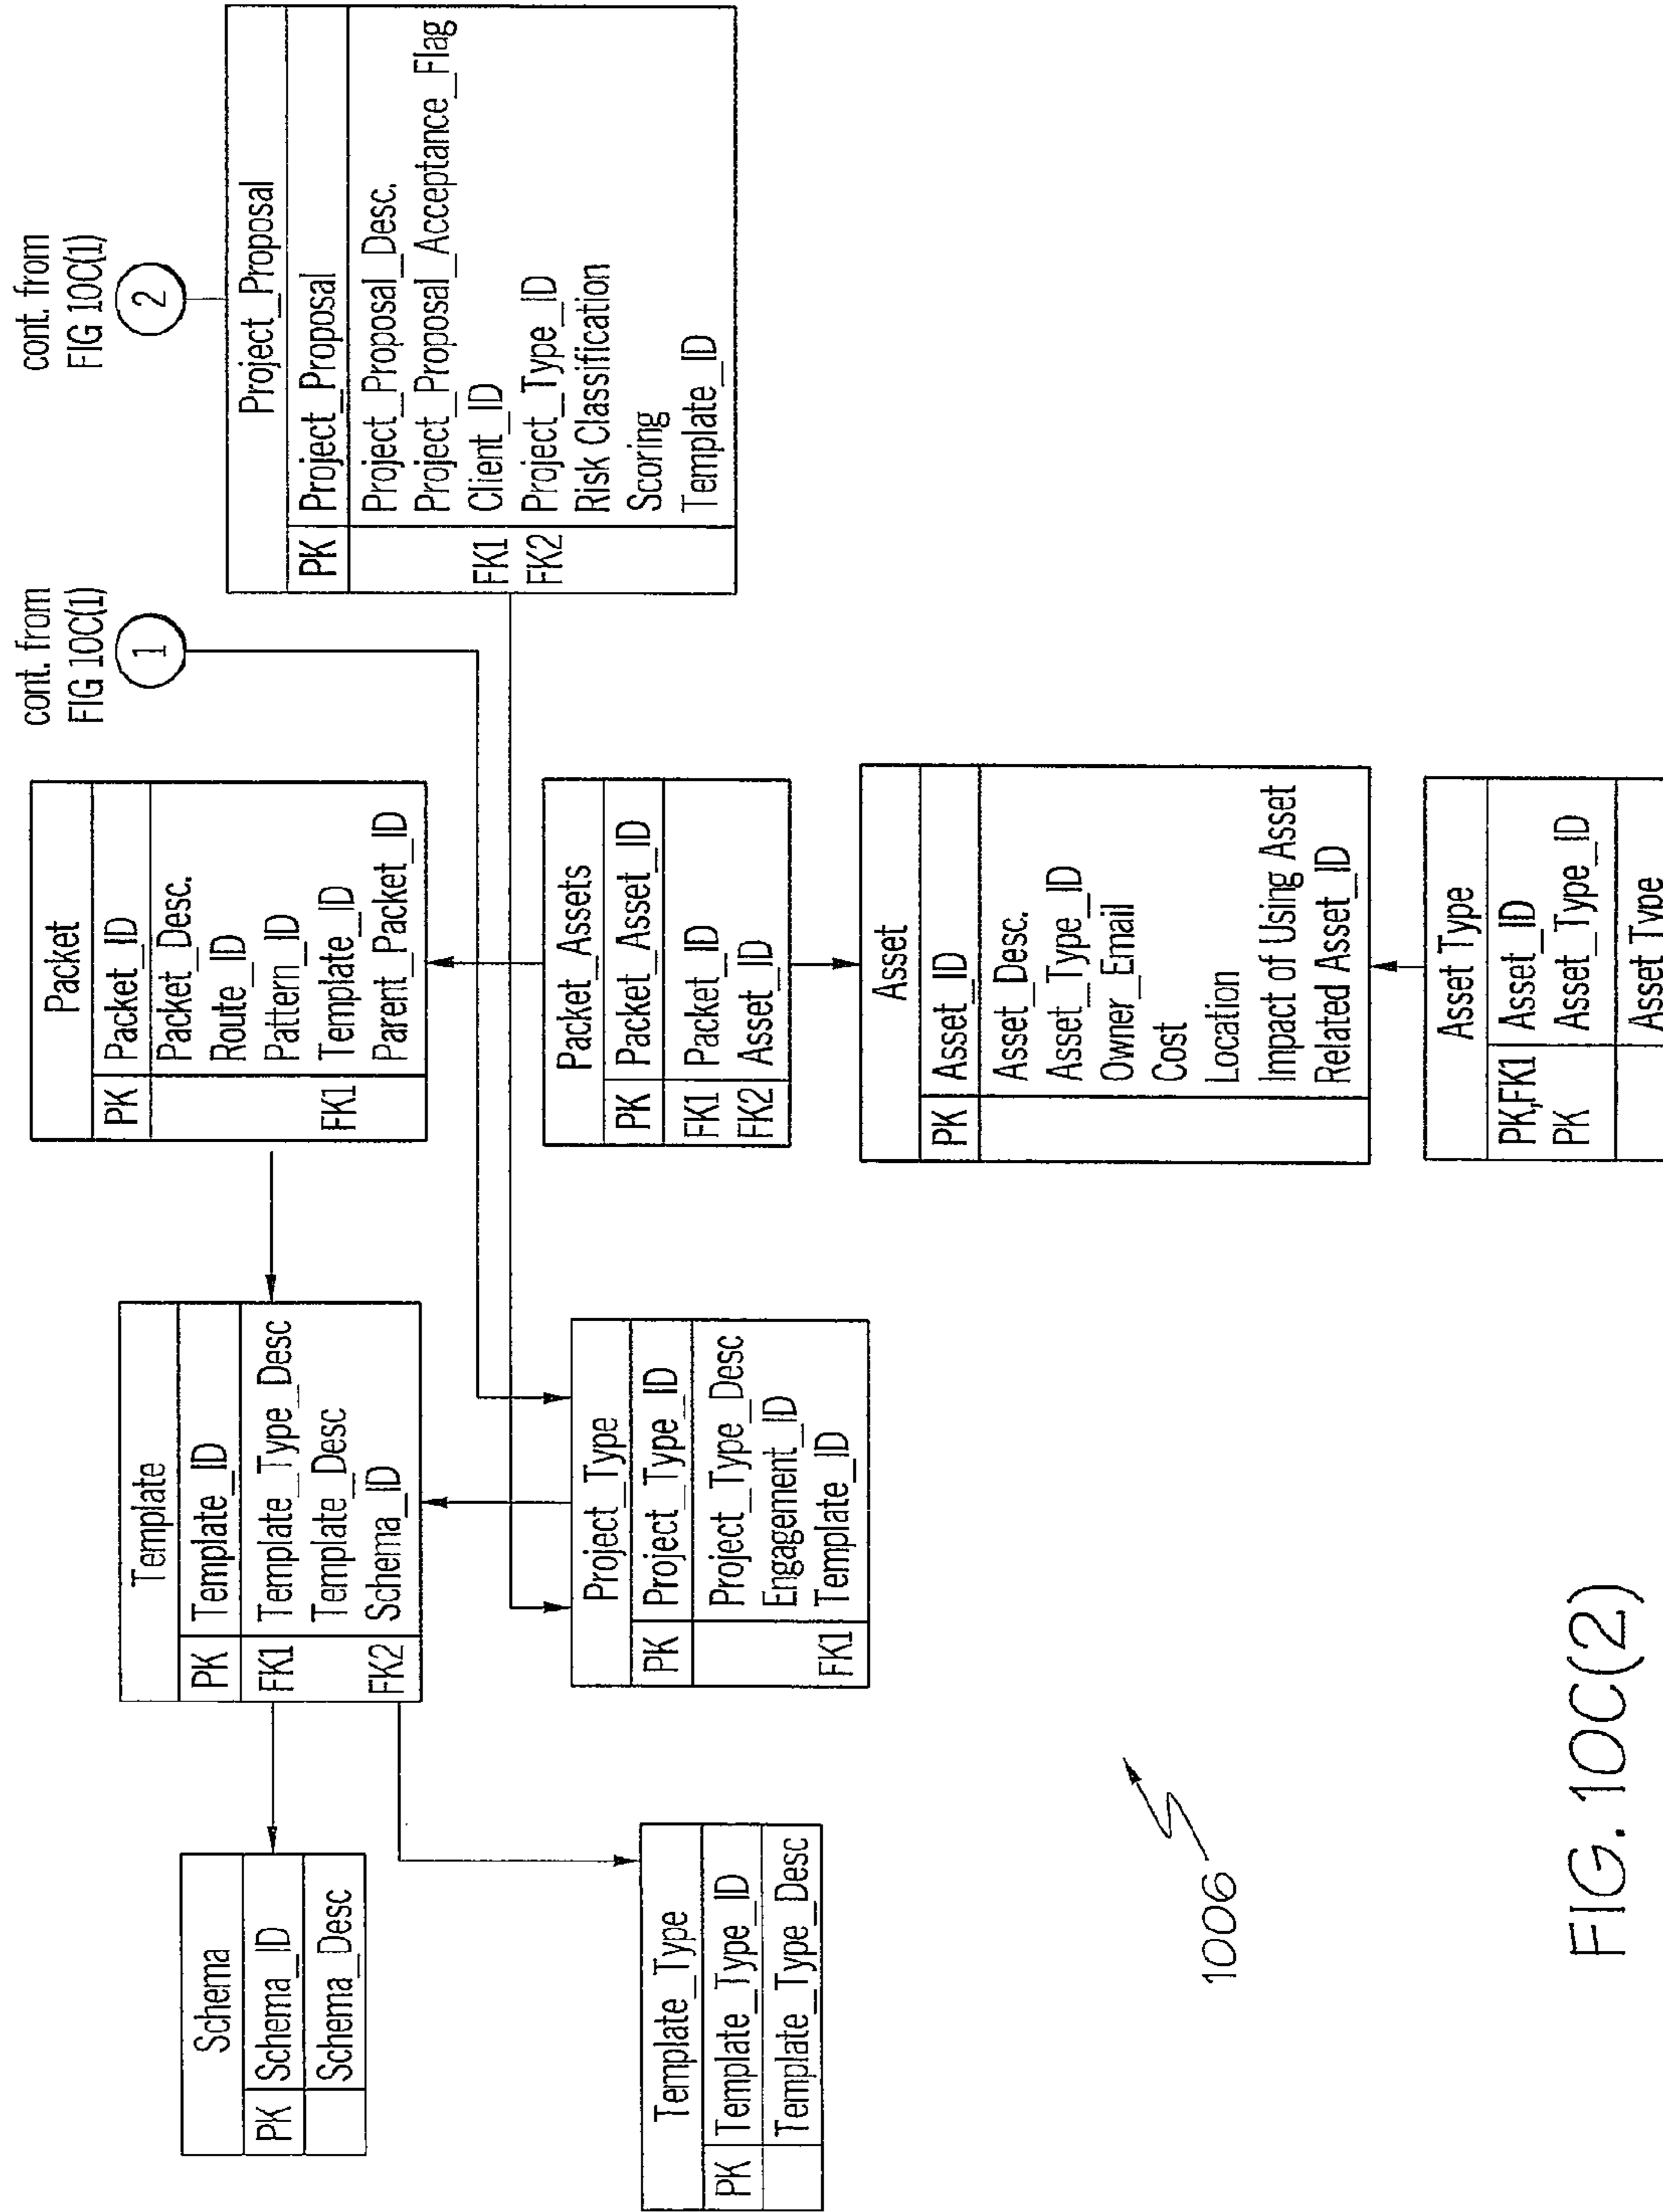 cont. from
FIG 10C(1)
2
Project_Proposal
PK Project_Proposal
Project_Proposal_Desc.
Project_Proposal_Acceptance_Flag
FK1 Client_ID
FK2 Project_Type_ID
Risk Classification
Scoring
Template_ID
cont. from
FIG 10C(1)
1
Packet
PK Packet_ID
Packet_Desc.
Route_ID
Pattern_ID
FK1 Template_ID
Parent_Packet_ID
Packet_Assets
PK Packet_Asset_ID
FK1 Packet_ID
FK2 Asset_ID
Asset
PK Asset_ID
Asset_Desc.
Asset_Type_ID
Owner_Email
Cost
Location
Impact of Using Asset
Related Asset_ID
Asset Type
PK,FK1 Asset_ID
PK Asset_Type_ID
Asset_Type
Template
PK Template_ID
FK1 Template_Type_Desc
Template_Desc
FK2 Schema_ID
Project_Type
PK Project_Type_ID
Project_Type_Desc
Engagement_ID
FK1 Template_ID
Schema
PK Schema_ID
Schema_Desc
Template_Type
PK Template_Type_ID
Template_Type_Desc
1006
FIG. 10C(2)